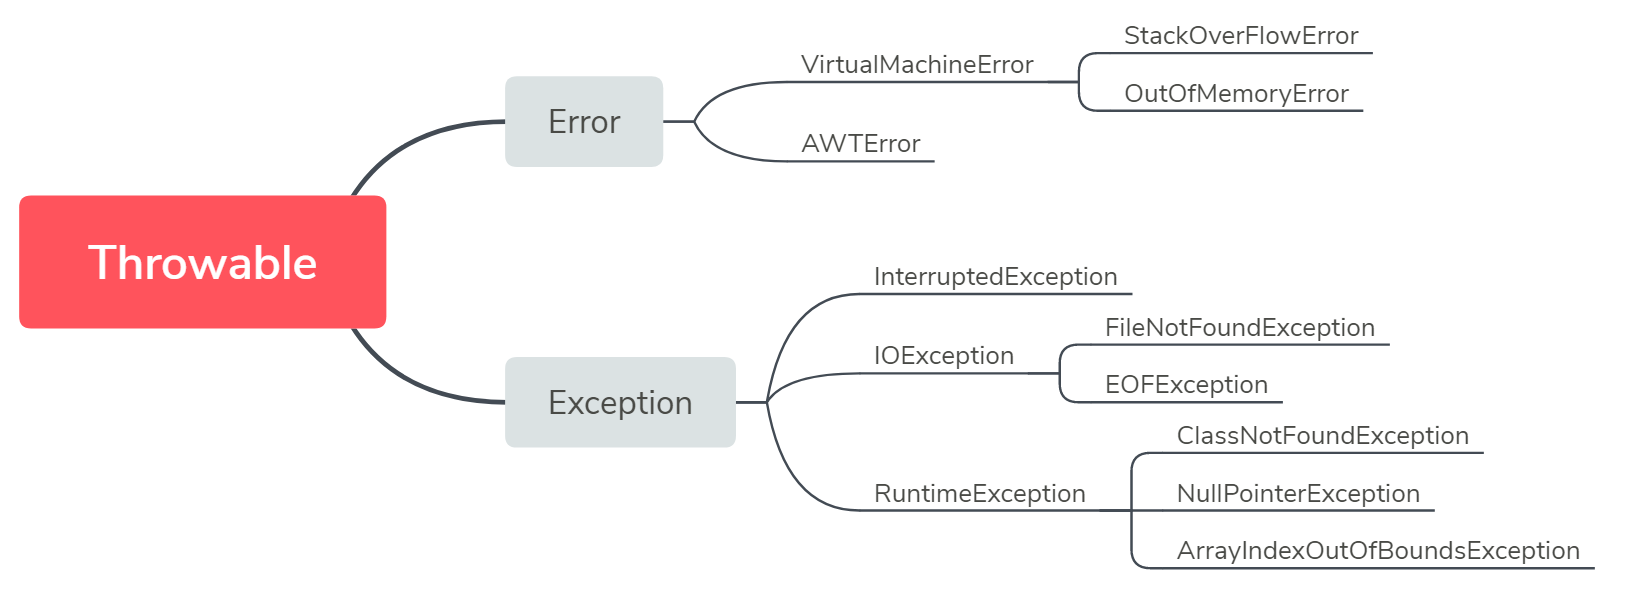 Throwable
Error
VirtualMachineError
StackOverFlowError
OutOfMemoryError
AWTError
Exception
InterruptedException
IOException
FileNotFoundException
EOFException
RuntimeException
ClassNotFoundException
NullPointerException
ArrayIndexOutOfBoundsException